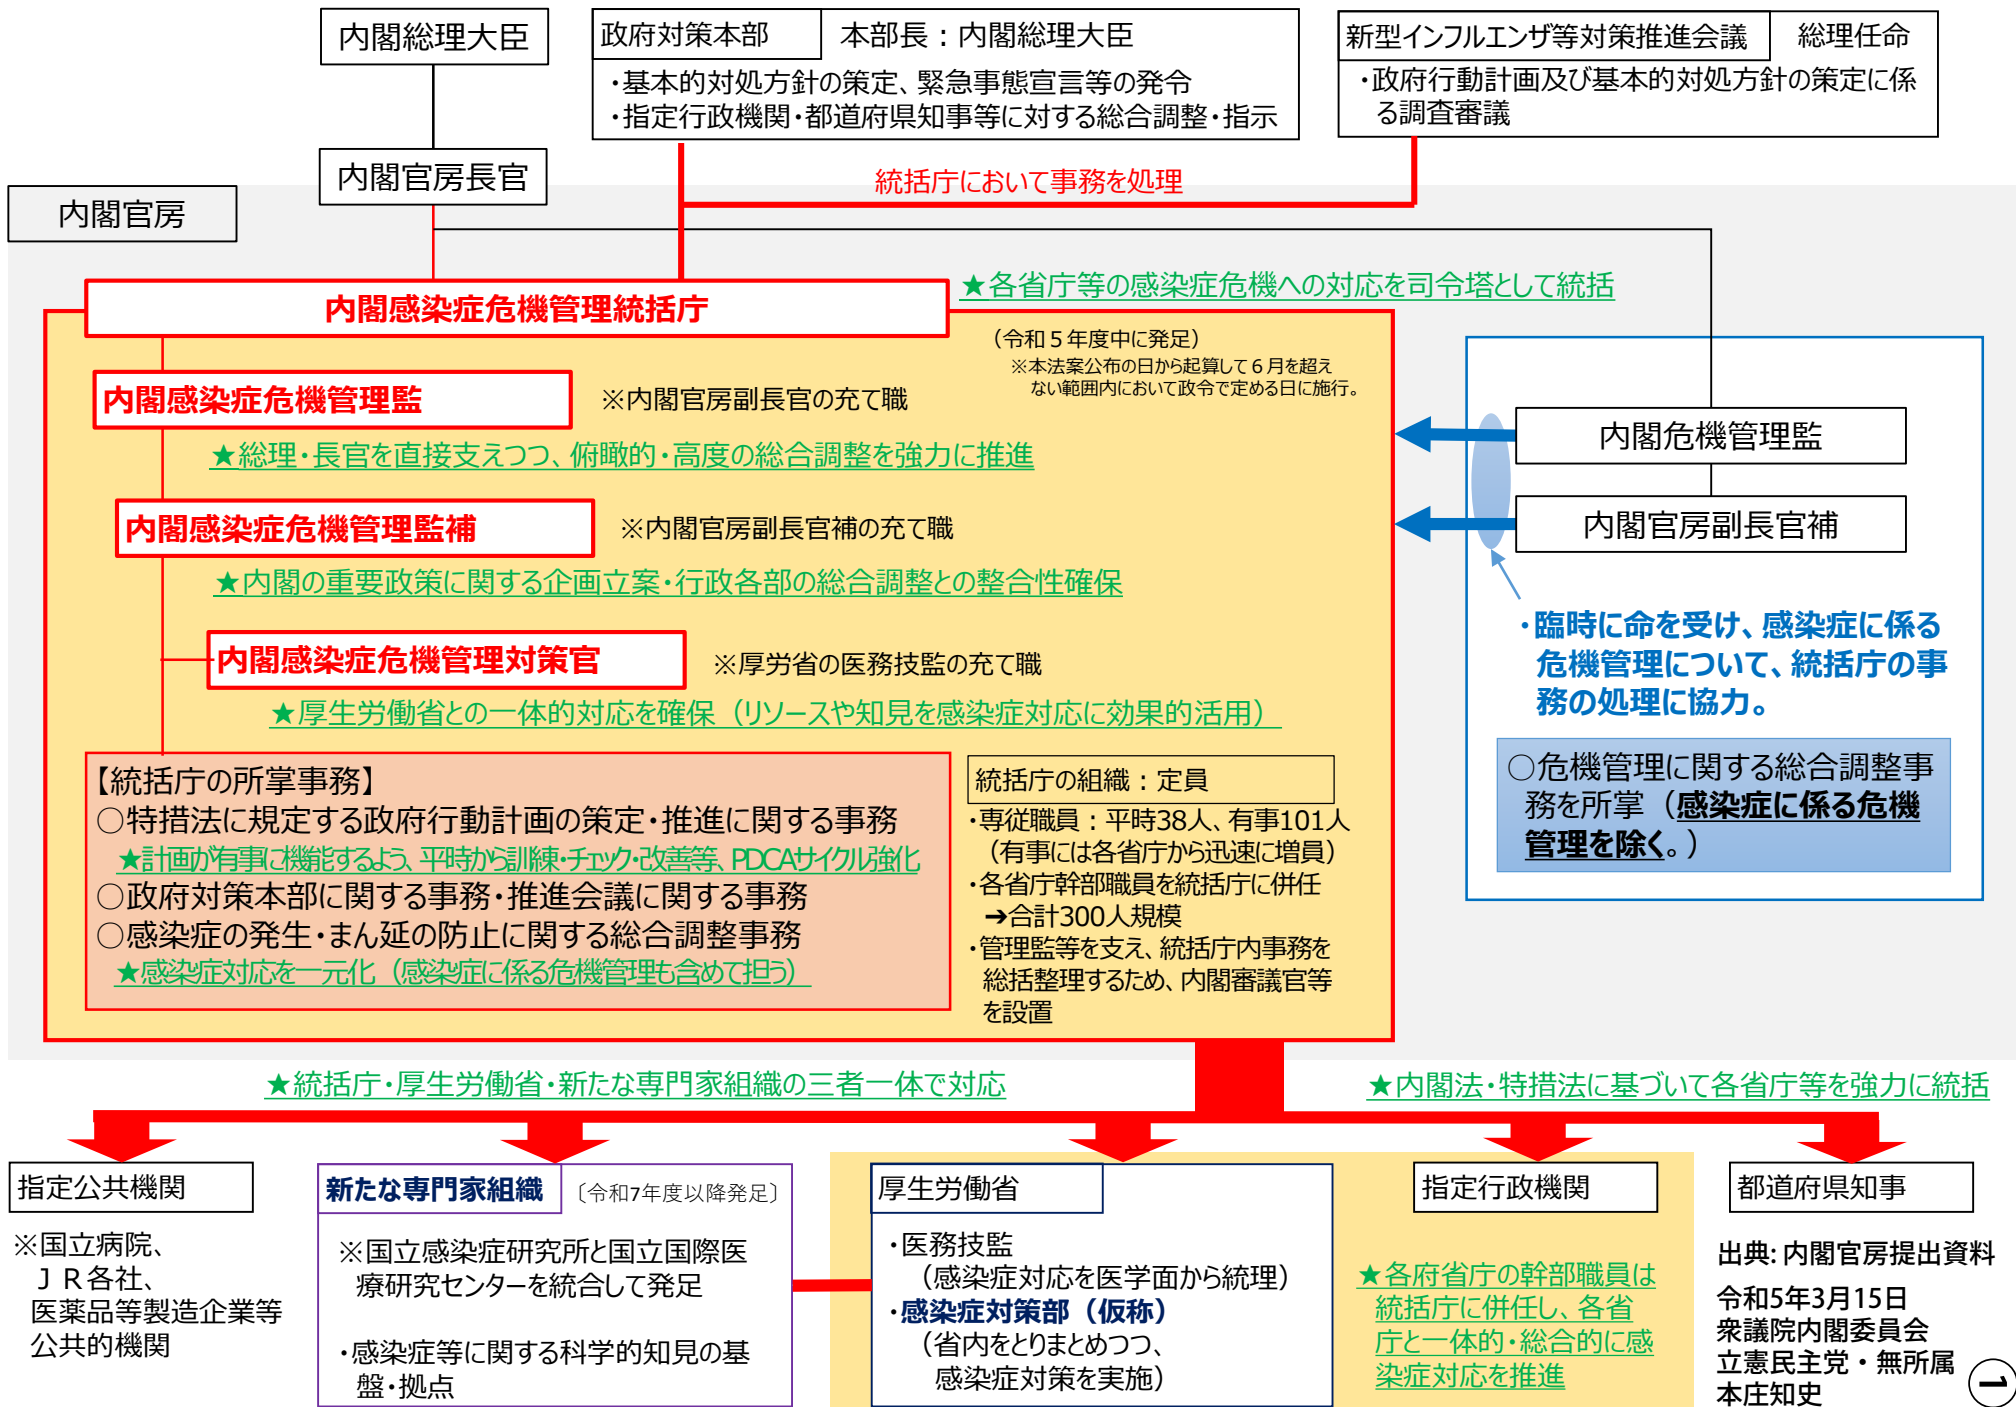 内閣総理大臣
政府対策本部
本部長：内閣総理大臣
・基本的対処方針の策定、緊急事態宣言等の発令
・指定行政機関・都道府県知事等に対する総合調整・指示
新型インフルエンザ等対策推進会議
総理任命
・政府行動計画及び基本的対処方針の策定に係
る調査審議
内閣官房長官
統括庁において事務を処理
内閣官房
★各省庁等の感染症危機への対応を司令塔として統括
内閣感染症危機管理統括庁
（令和５年度中に発足）
※本法案公布の日から起算して６月を超え
ない範囲内において政令で定める日に施行。
内閣感染症危機管理監
※内閣官房副長官の充て職
★総理・長官を直接支えつつ、俯瞰的・高度の総合調整を強力に推進
内閣感染症危機管理監補
※内閣官房副長官補の充て職
★内閣の重要政策に関する企画立案・行政各部の総合調整との整合性確保
内閣感染症危機管理対策官
※厚労省の医務技監の充て職
★厚生労働省との一体的対応を確保（リソースや知見を感染症対応に効果的活用）
【統括庁の所掌事務】
○特措法に規定する政府行動計画の策定・推進に関する事務
★計画が有事に機能するよう、平時から訓練・チェック・改善等、PDCAサイクル強化
○政府対策本部に関する事務・推進会議に関する事務
○感染症の発生・まん延の防止に関する総合調整事務
★感染症対応を一元化（感染症に係る危機管理も含めて担う）
統括庁の組織：定員
・専従職員：平時38人、有事101人
（有事には各省庁から迅速に増員）
・各省庁幹部職員を統括庁に併任
➔合計300人規模
・管理監等を支え、統括庁内事務を
総括整理するため、内閣審議官等
を設置
内閣危機管理監
内閣官房副長官補
・臨時に命を受け、感染症に係る
危機管理について、統括庁の事
務の処理に協力。
○危機管理に関する総合調整事
務を所掌（感染症に係る危機
管理を除く。）
★統括庁・厚生労働省・新たな専門家組織の三者一体で対応
★内閣法・特措法に基づいて各省庁等を強力に統括
指定公共機関
※国立病院、
ＪＲ各社、
医薬品等製造企業等
公共的機関
新たな専門家組織
〔令和7年度以降発足〕
※国立感染症研究所と国立国際医
療研究センターを統合して発足
・感染症等に関する科学的知見の基
盤・拠点
厚生労働省
・医務技監
（感染症対応を医学面から統理）
・感染症対策部（仮称）
（省内をとりまとめつつ、
感染症対策を実施）
指定行政機関
★各府省庁の幹部職員は
統括庁に併任し、各省
庁と一体的・総合的に感
染症対応を推進
都道府県知事
出典: 内閣官房提出資料
令和5年3月15日
衆議院内閣委員会
立憲民主党・無所属
本庄知史
1